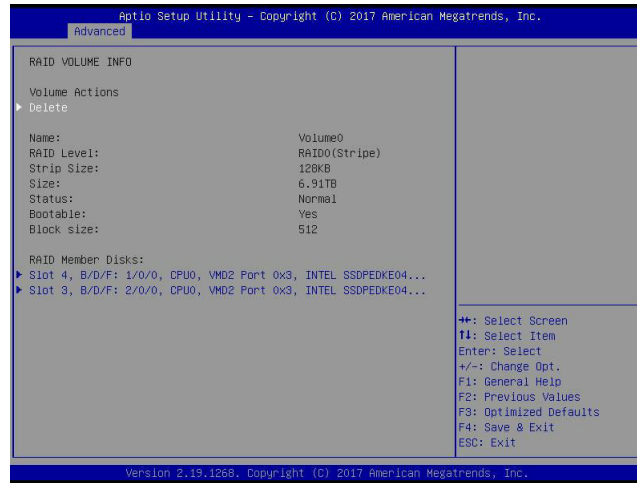 Aptio Setup Utility – Copyright (C) 2017 American Megatrends, Inc.
Advanced
RAID VOLUME INFO
Volume Actions
▶ Delete
Name: Volume0
RAID Level: RAID0(Stripe)
Strip Size: 128KB
Size: 6.91TB
Status: Normal
Bootable: Yes
Block size: 512
RAID Member Disks:
▶ Slot 4, B/D/F: 1/0/0, CPU0, VMD2 Port 0x3, INTEL SSDPEDKE04...
▶ Slot 3, B/D/F: 2/0/0, CPU0, VMD2 Port 0x3, INTEL SSDPEDKE04...
→←: Select Screen
↑↓: Select Item
Enter: Select
+/-: Change Opt.
F1: General Help
F2: Previous Values
F3: Optimized Defaults
F4: Save & Exit
ESC: Exit
Version 2.19.1268. Copyright (C) 2017 American Megatrends, Inc.